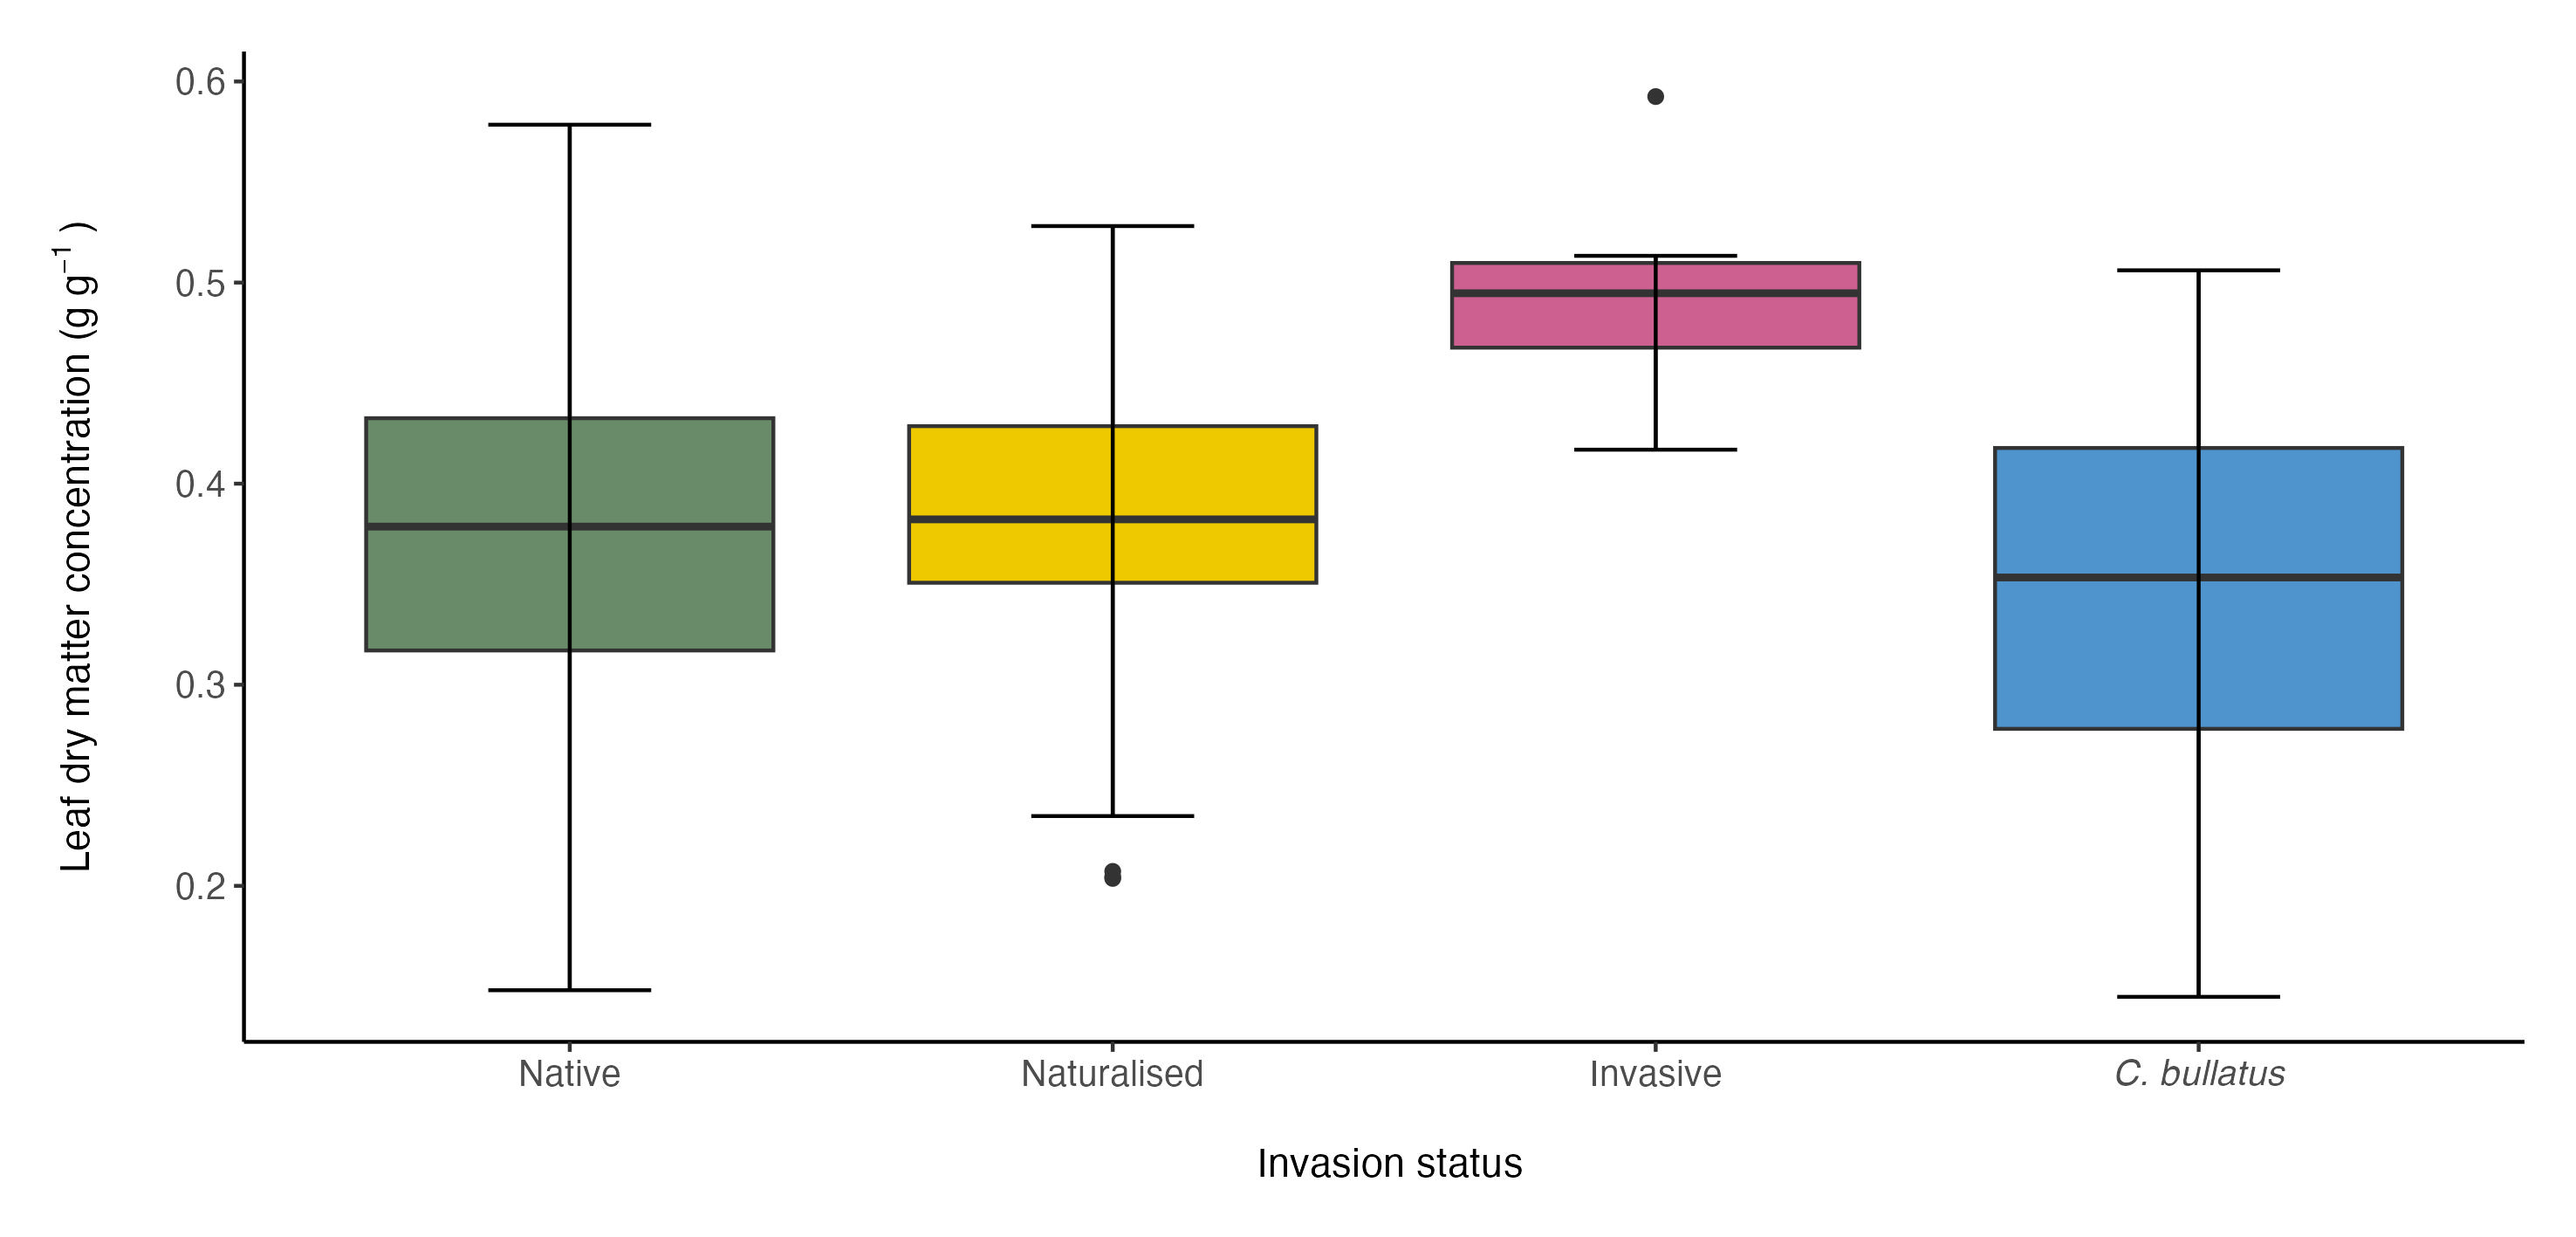 Leaf dry matter concentration (g g⁻¹ )
0.6
0.5
0.4
0.3
0.2
Native Naturalised Invasive C. bullatus
Invasion status